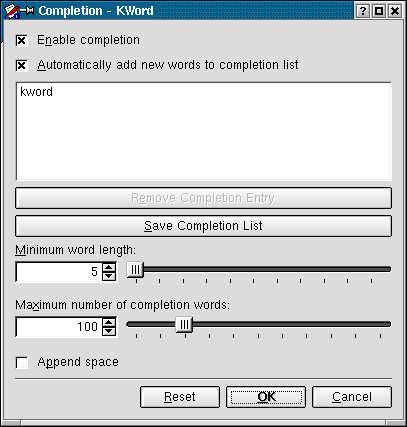 Completion - KWord
Enable completion
Automatically add new words to completion list
kword
Remove Completion Entry
Save Completion List
Minimum word length:
5
Maximum number of completion words:
100
Append space
Reset OK Cancel